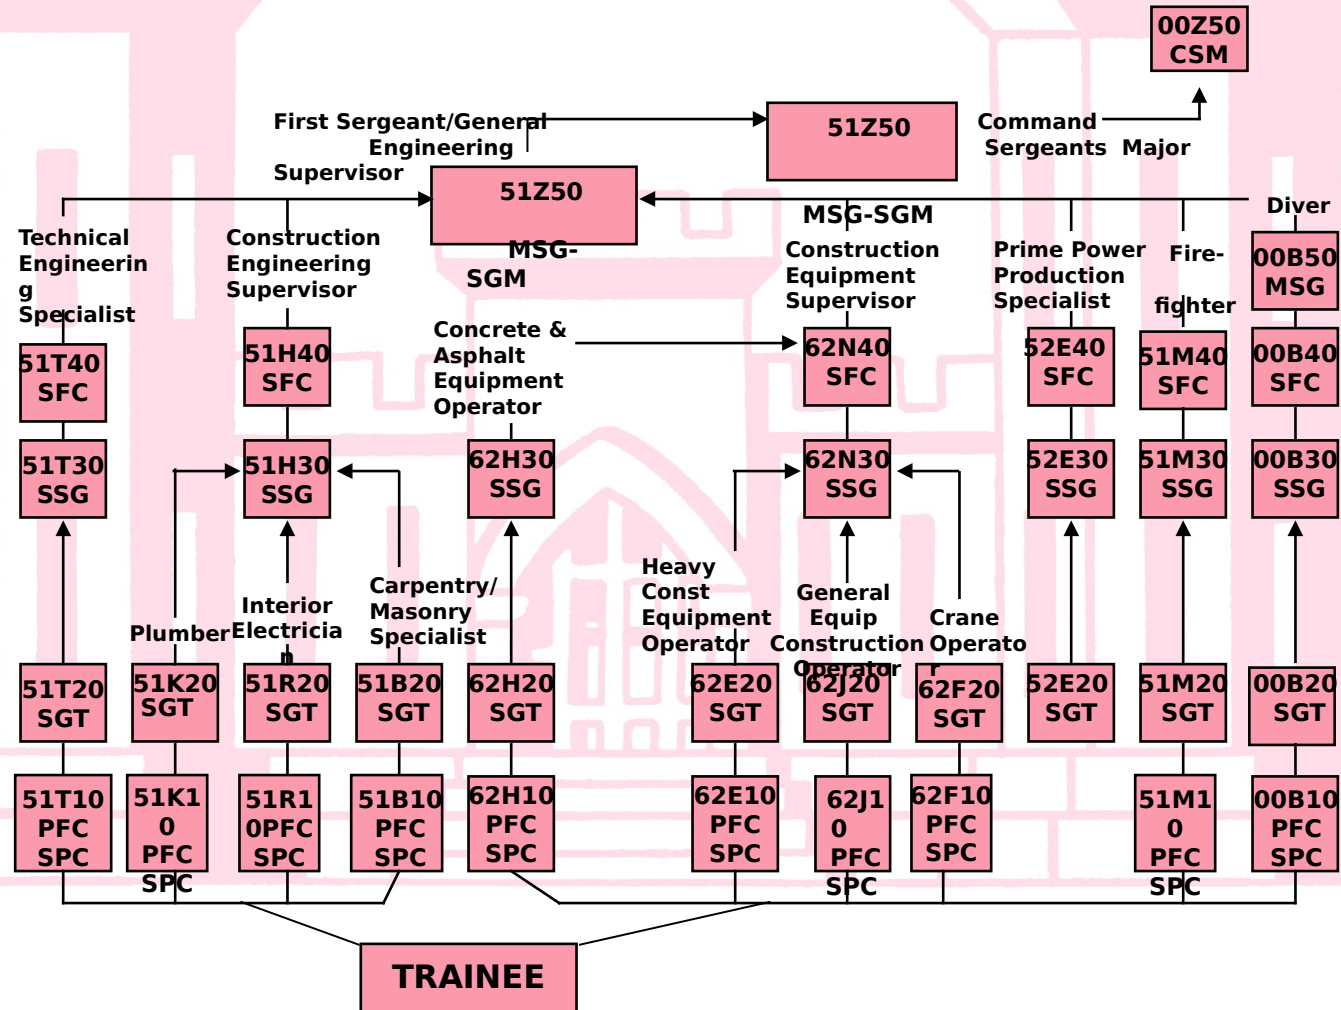 00Z50
CSM
First Sergeant/General
Engineering
Supervisor
51Z50
Command
Sergeants Major
51Z50
MSG-
SGM
MSG-SGM
Diver
Technical
Engineerin
g
Specialist
Construction
Engineering
Supervisor
Construction
Equipment
Supervisor
Prime Power
Production
Specialist
Fire-
fighter
00B50
MSG
Concrete &
Asphalt
Equipment
Operator
51T40
SFC
51H40
SFC
62N40
SFC
52E40
SFC
51M40
SFC
00B40
SFC
51T30
SSG
51H30
SSG
62H30
SSG
62N30
SSG
52E30
SSG
51M30
SSG
00B30
SSG
Plumber
Interior
Electricia
n
Carpentry/
Masonry
Specialist
Heavy
Const
Equipment
Operator
General
Equip
Construction
Operator
Crane
Operato
r
51T20
SGT
51K20
SGT
51R20
SGT
51B20
SGT
62H20
SGT
62E20
SGT
62J20
SGT
62F20
SGT
52E20
SGT
51M20
SGT
00B20
SGT
51T10
PFC
SPC
51K1
0
PFC
SPC
51R1
0PFC
SPC
51B10
PFC
SPC
62H10
PFC
SPC
62E10
PFC
SPC
62J1
0
PFC
SPC
62F10
PFC
SPC
51M1
0
PFC
SPC
00B10
PFC
SPC
TRAINEE